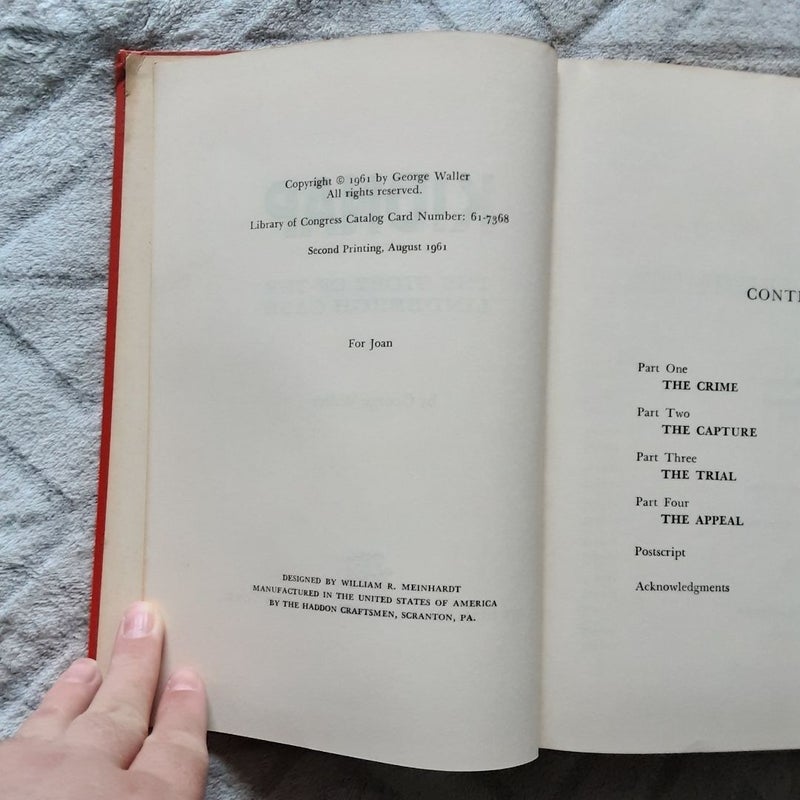 Copyright © 1961 by George Waller
All rights reserved.
Library of Congress Catalog Card Number: 61-7368
Second Printing, August 1961
For Joan
DESIGNED BY WILLIAM R. MEINHARDT
MANUFACTURED IN THE UNITED STATES OF AMERICA
BY THE HADDON CRAFTSMEN, SCRANTON, PA.
CONTE
Part One
THE CRIME
Part Two
THE CAPTURE
Part Three
THE TRIAL
Part Four
THE APPEAL
Postscript
Acknowledgments